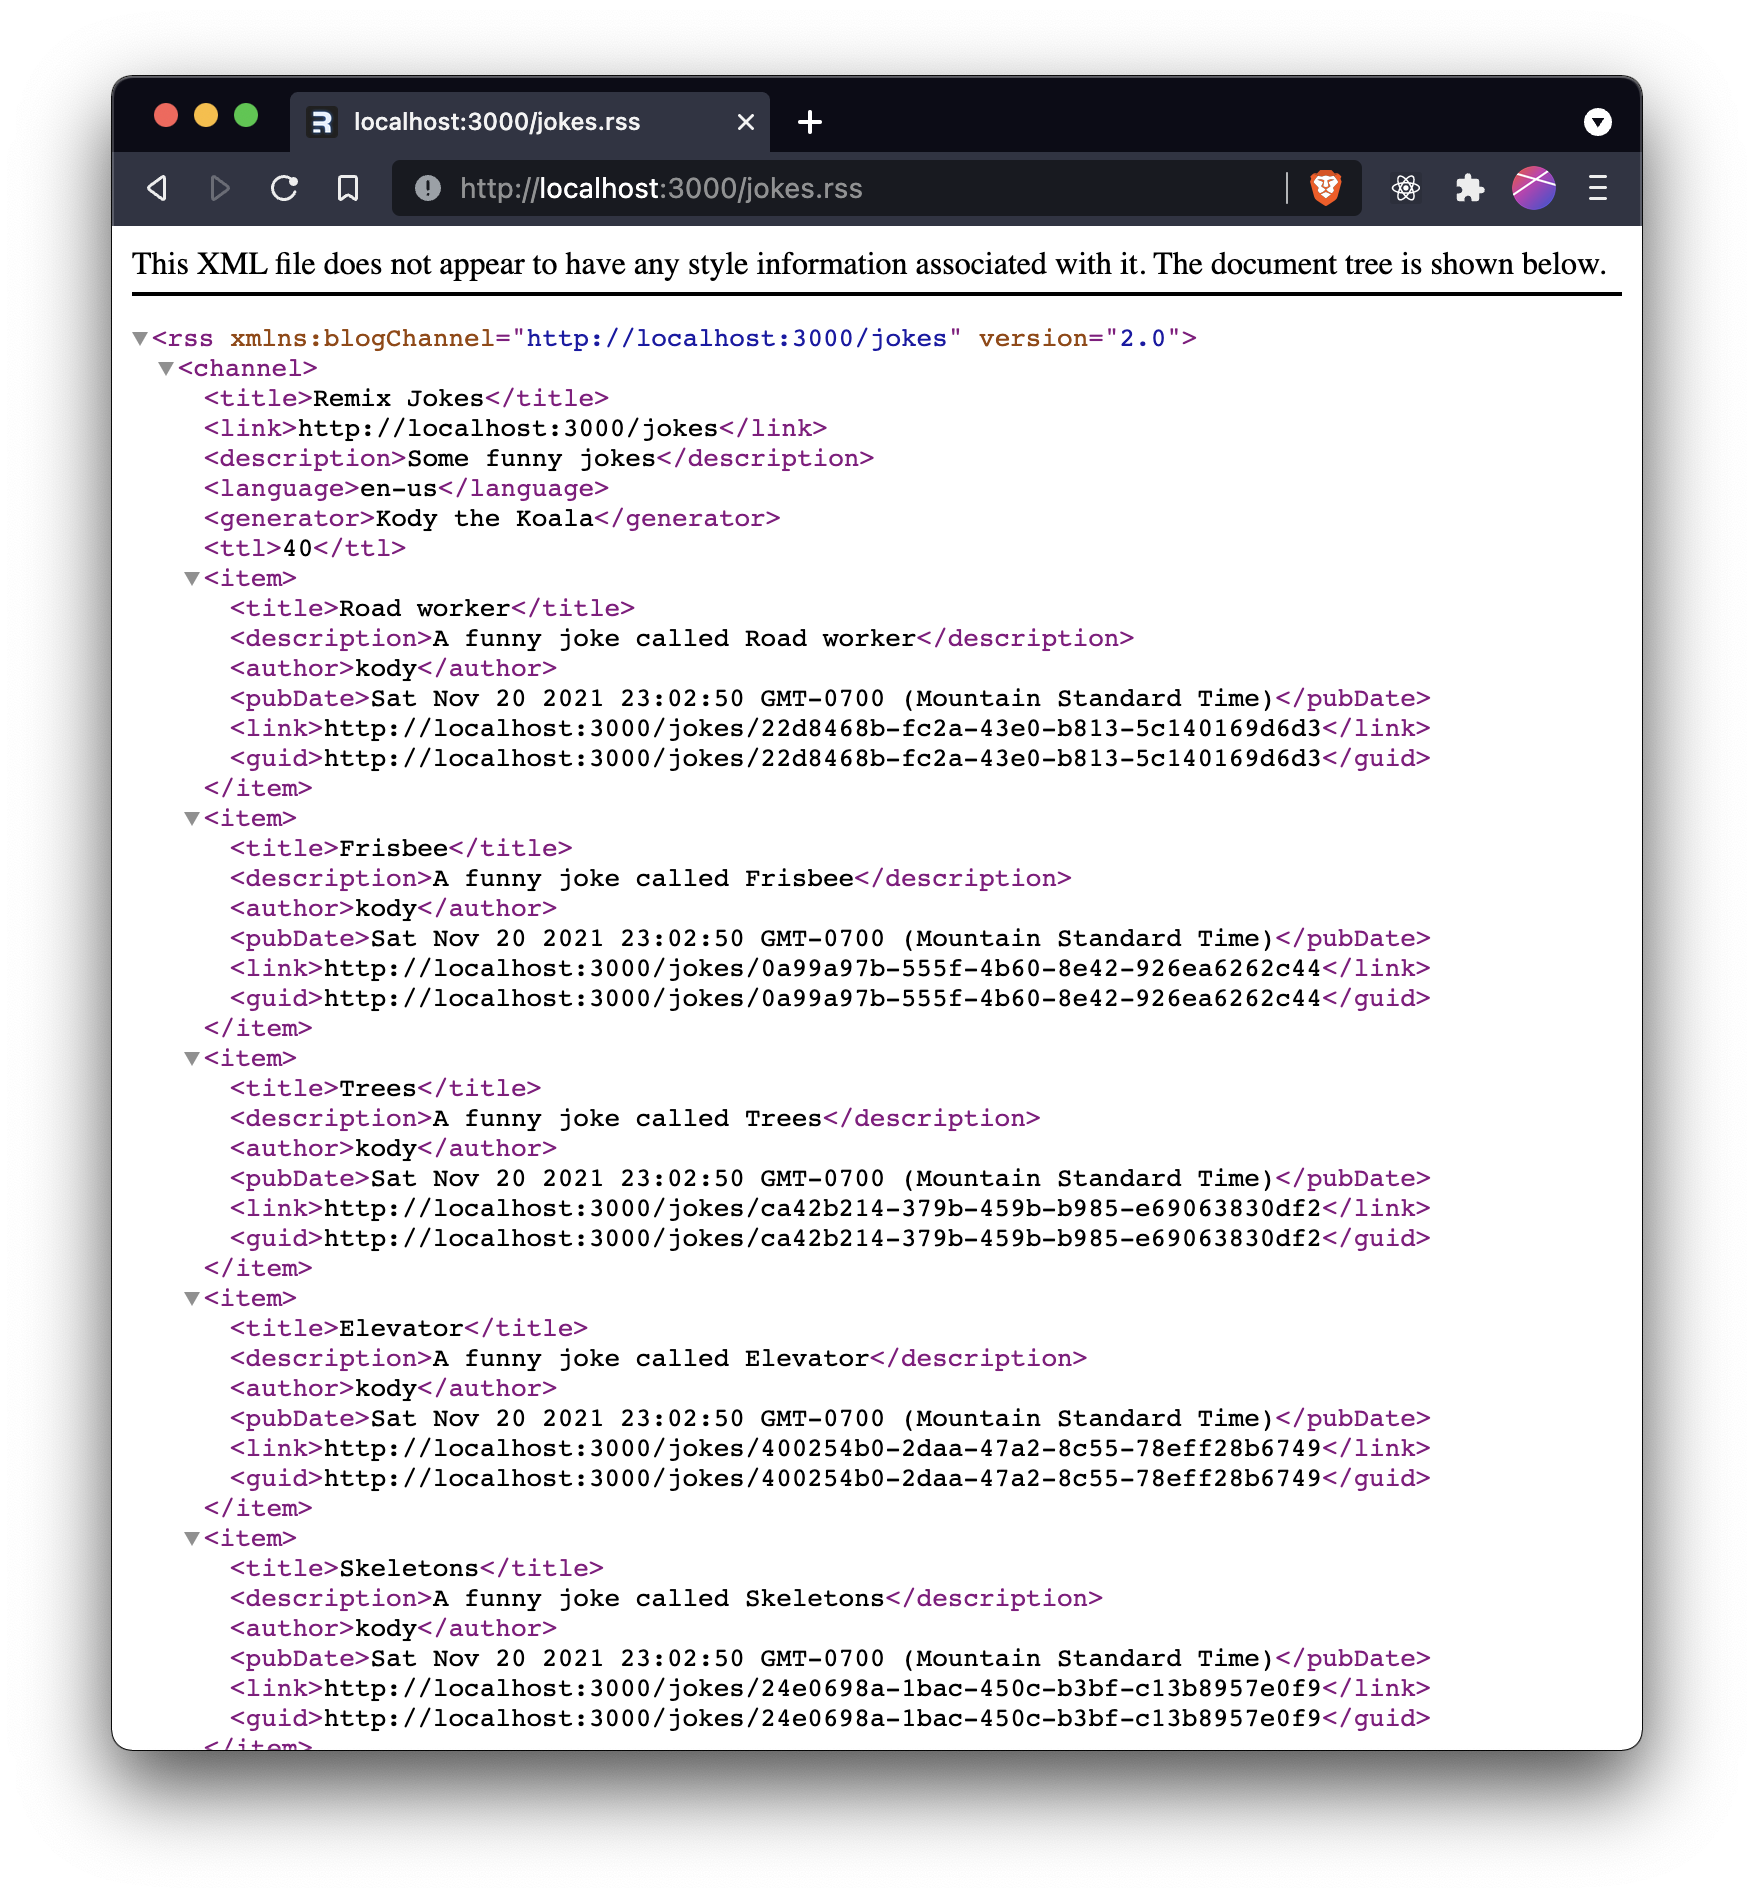 localhost:3000/jokes.rss
http://localhost:3000/jokes.rss
This XML file does not appear to have any style information associated with it. The document tree is shown below.
<rss xmlns:blogChannel="http://localhost:3000/jokes" version="2.0">
<channel>
<title>Remix Jokes</title>
<link>http://localhost:3000/jokes</link>
<description>Some funny jokes</description>
<language>en-us</language>
<generator>Kody the Koala</generator>
<ttl>40</ttl>
<item>
<title>Road worker</title>
<description>A funny joke called Road worker</description>
<author>kody</author>
<pubDate>Sat Nov 20 2021 23:02:50 GMT-0700 (Mountain Standard Time)</pubDate>
<link>http://localhost:3000/jokes/22d8468b-fc2a-43e0-b813-5c140169d6d3</link>
<guid>http://localhost:3000/jokes/22d8468b-fc2a-43e0-b813-5c140169d6d3</guid>
</item>
<item>
<title>Frisbee</title>
<description>A funny joke called Frisbee</description>
<author>kody</author>
<pubDate>Sat Nov 20 2021 23:02:50 GMT-0700 (Mountain Standard Time)</pubDate>
<link>http://localhost:3000/jokes/0a99a97b-555f-4b60-8e42-926ea6262c44</link>
<guid>http://localhost:3000/jokes/0a99a97b-555f-4b60-8e42-926ea6262c44</guid>
</item>
<item>
<title>Trees</title>
<description>A funny joke called Trees</description>
<author>kody</author>
<pubDate>Sat Nov 20 2021 23:02:50 GMT-0700 (Mountain Standard Time)</pubDate>
<link>http://localhost:3000/jokes/ca42b214-379b-459b-b985-e69063830df2</link>
<guid>http://localhost:3000/jokes/ca42b214-379b-459b-b985-e69063830df2</guid>
</item>
<item>
<title>Elevator</title>
<description>A funny joke called Elevator</description>
<author>kody</author>
<pubDate>Sat Nov 20 2021 23:02:50 GMT-0700 (Mountain Standard Time)</pubDate>
<link>http://localhost:3000/jokes/400254b0-2daa-47a2-8c55-78eff28b6749</link>
<guid>http://localhost:3000/jokes/400254b0-2daa-47a2-8c55-78eff28b6749</guid>
</item>
<item>
<title>Skeletons</title>
<description>A funny joke called Skeletons</description>
<author>kody</author>
<pubDate>Sat Nov 20 2021 23:02:50 GMT-0700 (Mountain Standard Time)</pubDate>
<link>http://localhost:3000/jokes/24e0698a-1bac-450c-b3bf-c13b8957e0f9</link>
<guid>http://localhost:3000/jokes/24e0698a-1bac-450c-b3bf-c13b8957e0f9</guid>
</item>